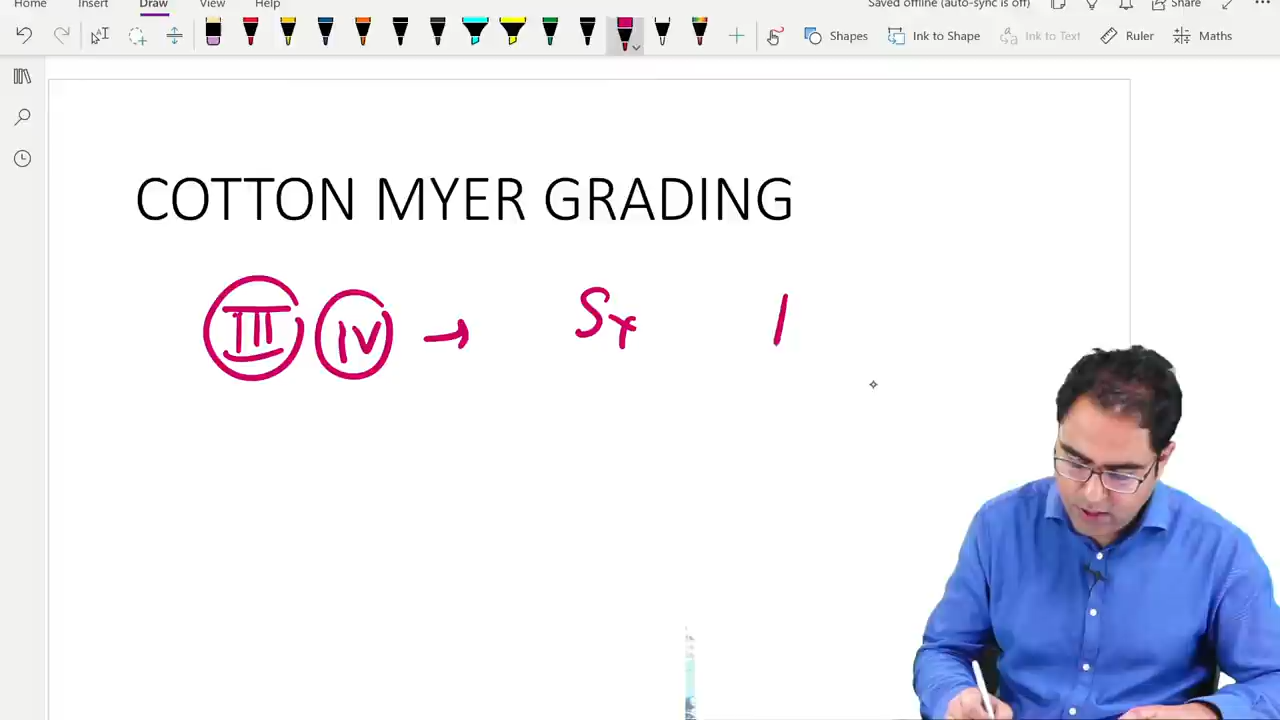 Home Insert Draw View Help Saved offline (auto-sync is off) Share
Shapes Ink to Shape Ink to Text Ruler Maths
COTTON MYER GRADING
III IV → Sx